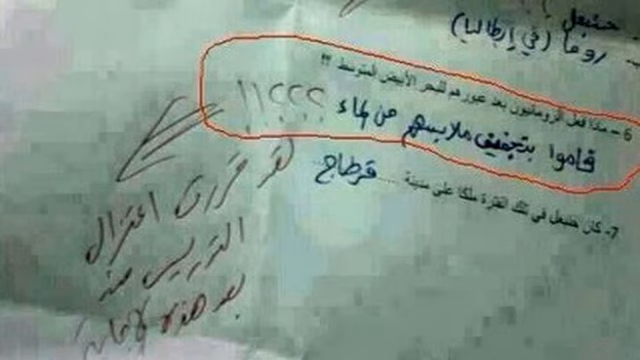 حنبعل
روما (في إيطاليا)
6 – ماذا فعل الرومانيون بعد عبورهم للبحر الأبيض المتوسط ؟!!
قاموا بتجفيف ملابسهم من الماء ؟؟؟!!
7- كان حنبعل في تلك الفترة ملكا على مدينة ..... قرطاج
لقد قررت اعتزال
التدريس منذ
بعد هذه الإجابة